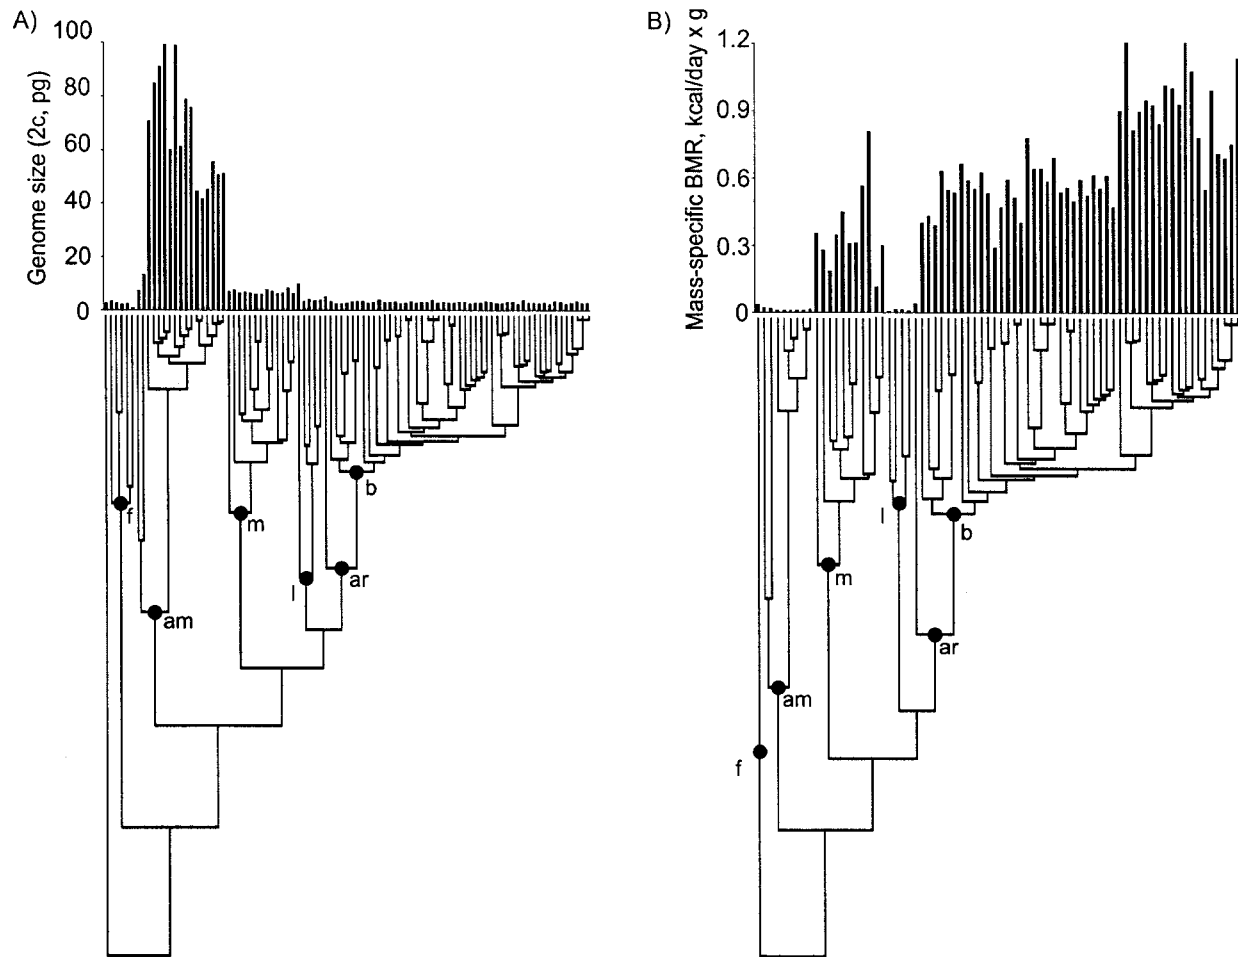 A)
Genome size (2c, pg)
100
80
60
40
20
0
f
am
m
l
ar
b
B)
Mass-specific BMR, kcal/day x g
1.2
0.9
0.6
0.3
0
f
am
m
l
ar
b